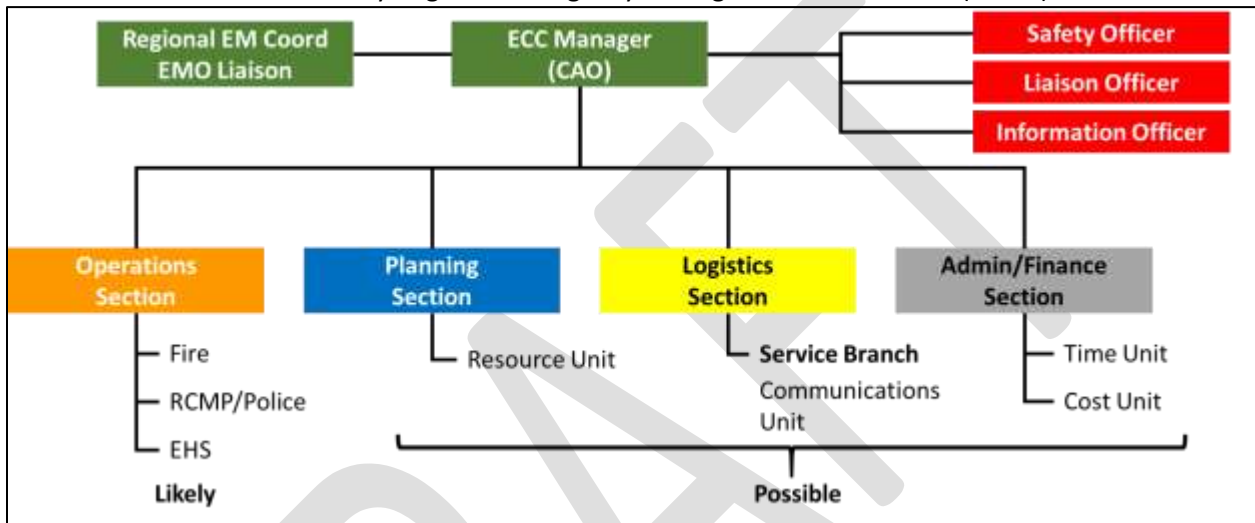 Regional EM Coord
EMO Liaison
ECC Manager
(CAO)
Safety Officer
Liaison Officer
Information Officer
Operations
Section
Planning
Section
Logistics
Section
Admin/Finance
Section
Fire
RCMP/Police
EHS
Likely
Resource Unit
Service Branch
Communications
Unit
Time Unit
Cost Unit
Possible
DRAFT